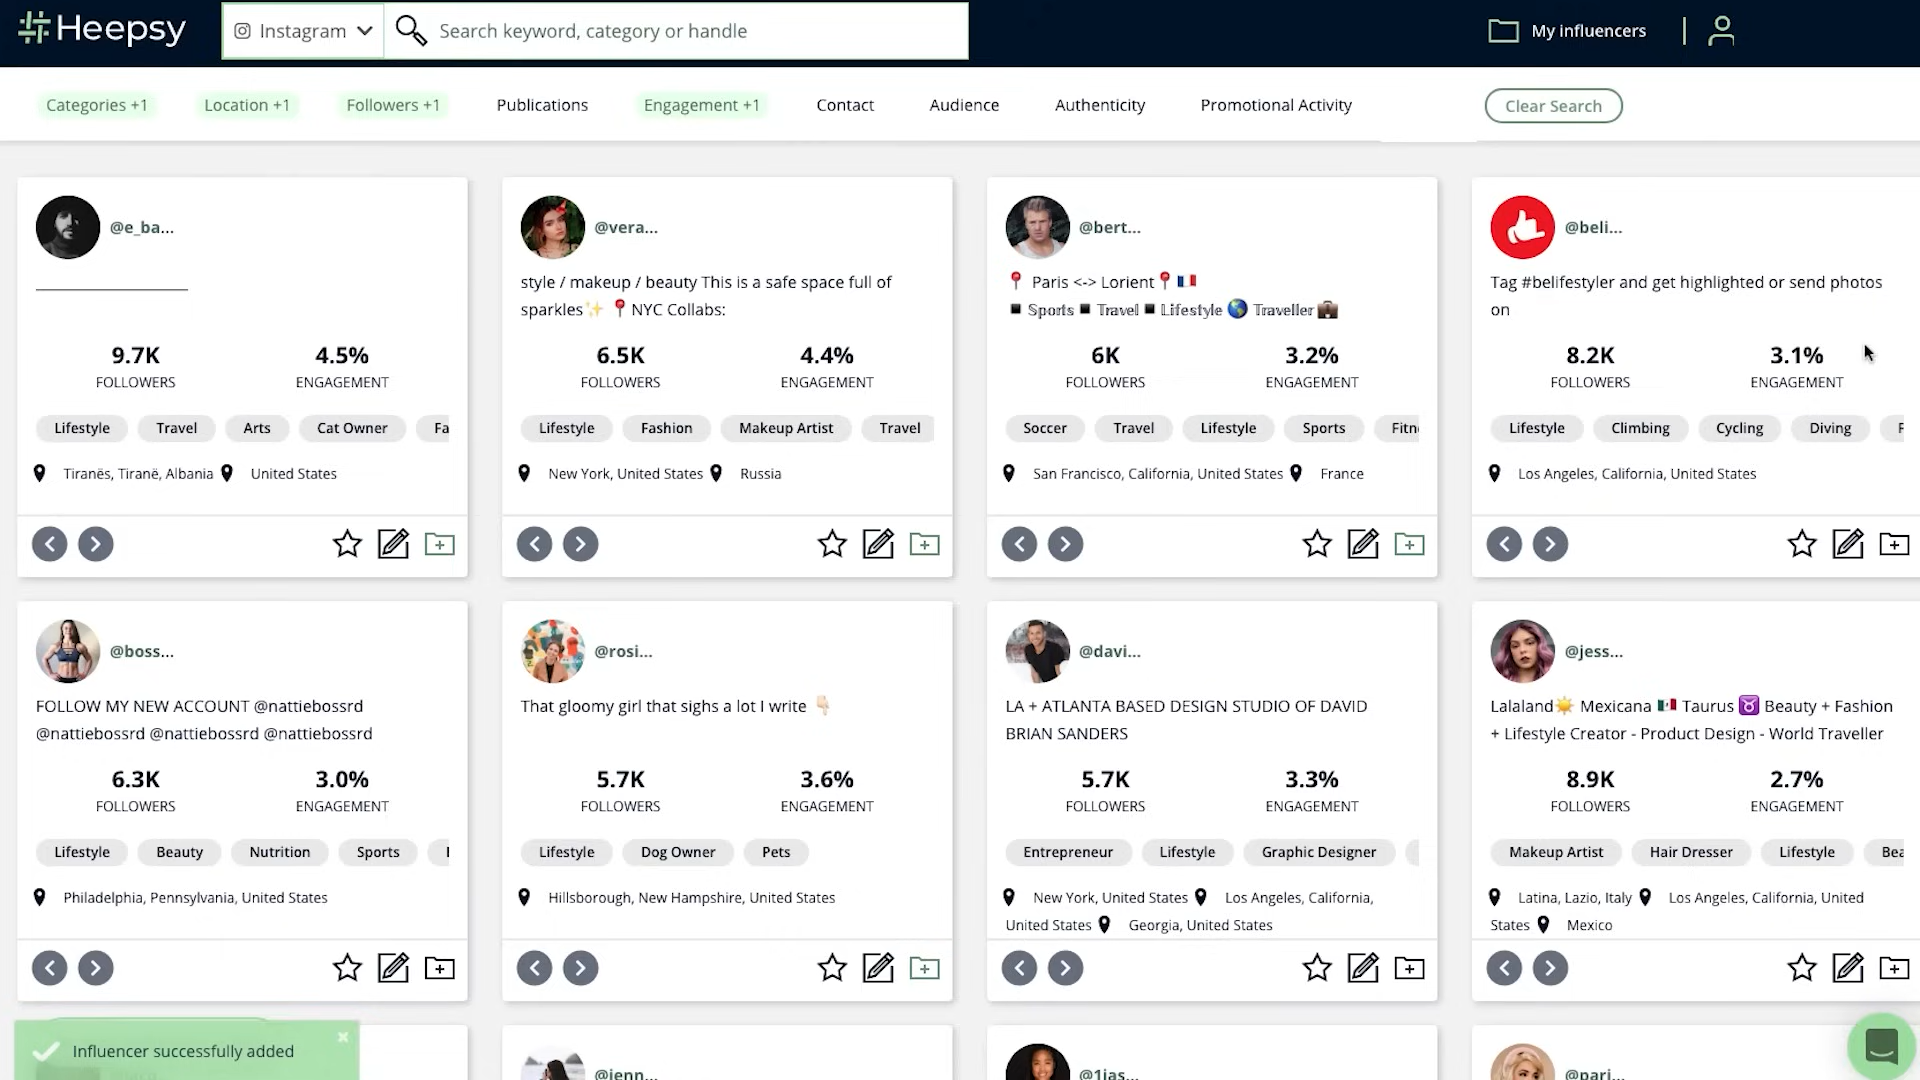 Heepsy
Instagram
Search keyword, category or handle
My influencers
Categories +1
Location +1
Followers +1
Publications
Engagement +1
Contact
Audience
Authenticity
Promotional Activity
Clear Search
@e_ba...
9.7K
4.5%
FOLLOWERS
ENGAGEMENT
Lifestyle
Travel
Arts
Cat Owner
Fa
Tiranës, Tiranë, Albania
United States
@vera...
style / makeup / beauty This is a safe space full of
sparkles✨ 📍NYC Collabs:
6.5K
4.4%
FOLLOWERS
ENGAGEMENT
Lifestyle
Fashion
Makeup Artist
Travel
New York, United States
Russia
@bert...
📍 Paris <-> Lorient📍🇫🇷
◾ Sports ◾ Travel ◾ Lifestyle 🌎 Traveller 💼
6K
3.2%
FOLLOWERS
ENGAGEMENT
Soccer
Travel
Lifestyle
Sports
Fitn
San Francisco, California, United States
France
@beli...
Tag #belifestyler and get highlighted or send photos
on
8.2K
3.1%
FOLLOWERS
ENGAGEMENT
Lifestyle
Climbing
Cycling
Diving
Los Angeles, California, United States
@boss...
FOLLOW MY NEW ACCOUNT @nattiebossrd
@nattiebossrd @nattiebossrd @nattiebossrd
6.3K
3.0%
FOLLOWERS
ENGAGEMENT
Lifestyle
Beauty
Nutrition
Sports
Philadelphia, Pennsylvania, United States
@rosi...
That gloomy girl that sighs a lot I write 👇🏻
5.7K
3.6%
FOLLOWERS
ENGAGEMENT
Lifestyle
Dog Owner
Pets
Hillsborough, New Hampshire, United States
@davi...
LA + ATLANTA BASED DESIGN STUDIO OF DAVID
BRIAN SANDERS
5.7K
3.3%
FOLLOWERS
ENGAGEMENT
Entrepreneur
Lifestyle
Graphic Designer
New York, United States
Los Angeles, California,
United States
Georgia, United States
@jess...
Lalaland☀️ Mexicana 🇲🇽 Taurus ♉ Beauty + Fashion
+ Lifestyle Creator - Product Design - World Traveller
8.9K
2.7%
FOLLOWERS
ENGAGEMENT
Makeup Artist
Hair Dresser
Lifestyle
Bea
Latina, Lazio, Italy
Los Angeles, California, United
States
Mexico
Influencer successfully added
@jenn...
@1jas...
@pari...